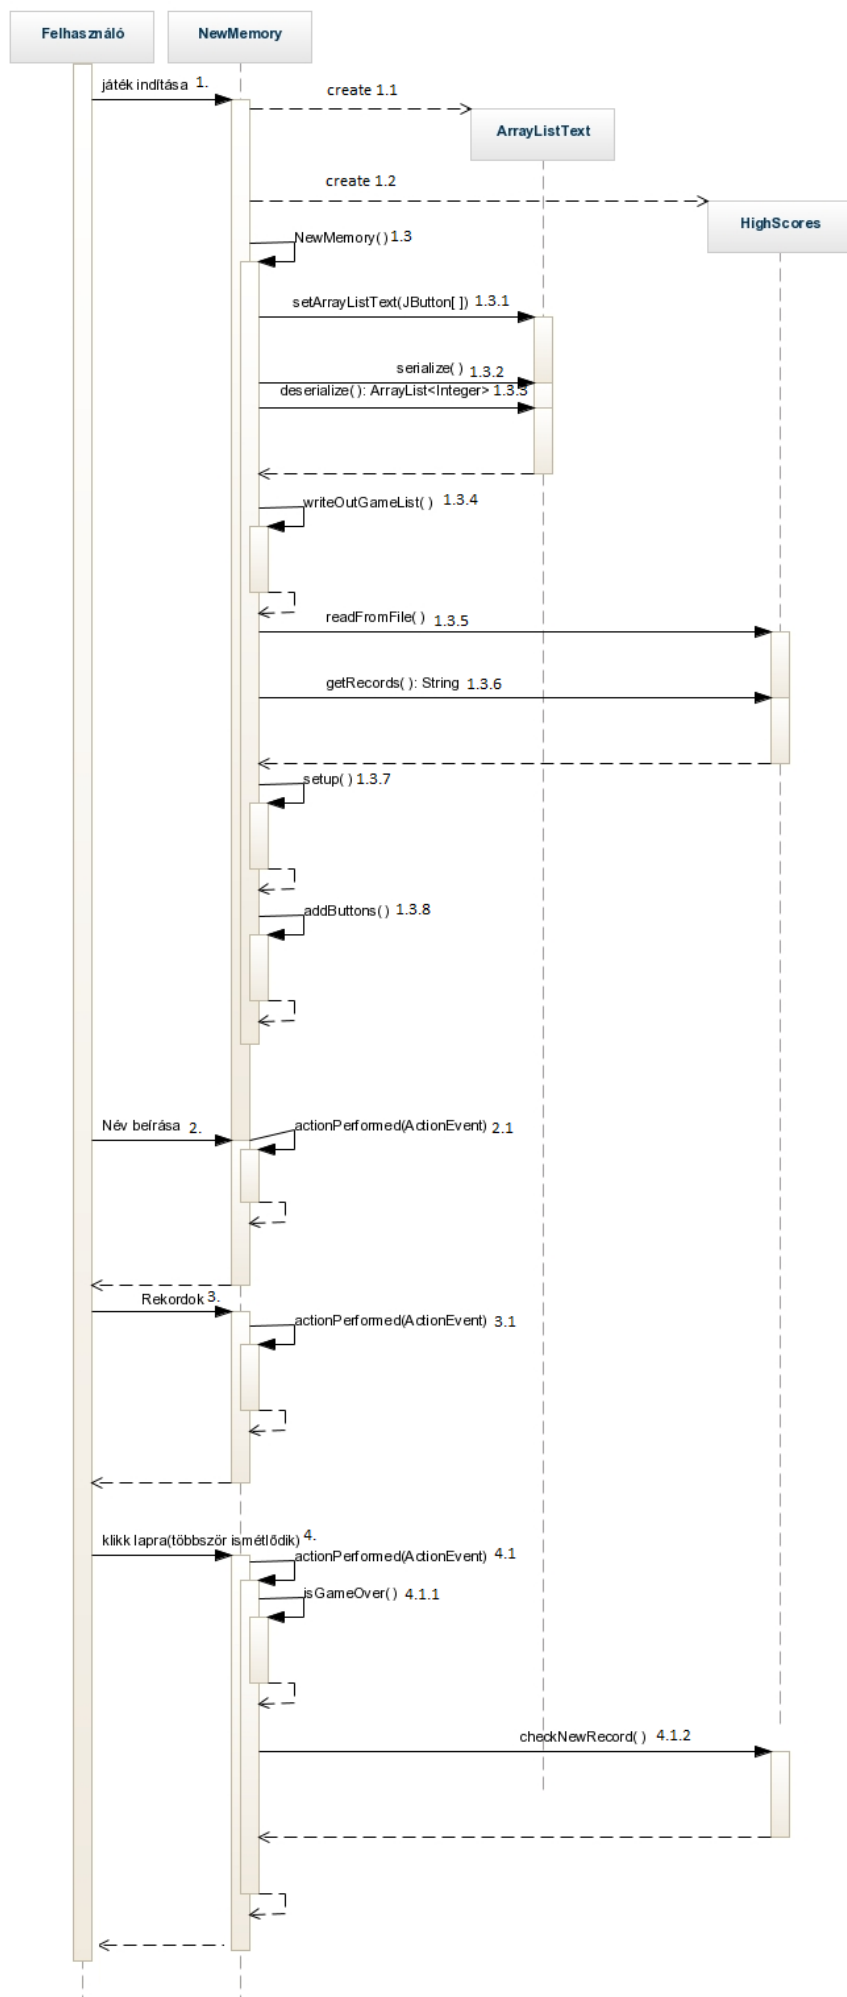 Felhasználó
NewMemory
játék indítása 1.
create 1.1
ArrayListText
create 1.2
HighScores
NewMemory( ) 1.3
setArrayListText(JButton[ ]) 1.3.1
serialize( ) 1.3.2
deserialize( ): ArrayList<Integer> 1.3.3
writeOutGameList( ) 1.3.4
readFromFile( ) 1.3.5
getRecords( ): String 1.3.6
setup( ) 1.3.7
addButtons( ) 1.3.8
Név beírása 2.
actionPerformed(ActionEvent) 2.1
Rekordok 3.
actionPerformed(ActionEvent) 3.1
klikk lapra(többször ismétlődik) 4.
actionPerformed(ActionEvent) 4.1
isGameOver( ) 4.1.1
checkNewRecord( ) 4.1.2